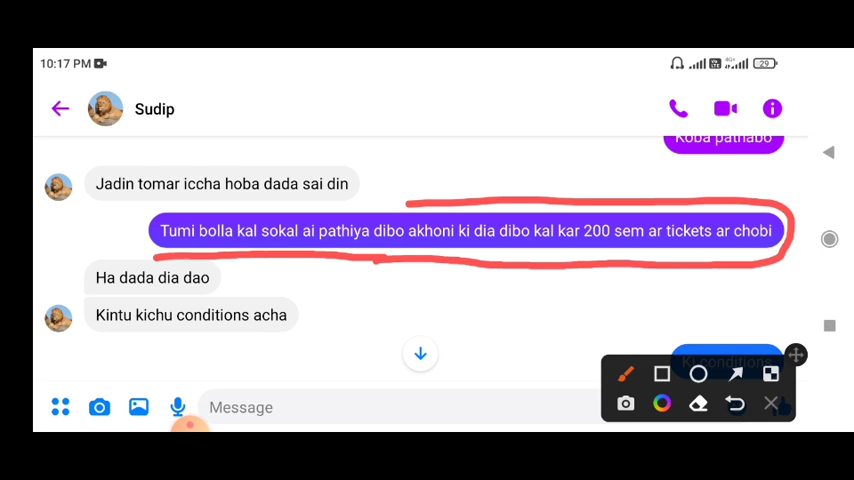 10:17 PM
4G+
29
Sudip
Koba pathabo
Jadin tomar iccha hoba dada sai din
Tumi bolla kal sokal ai pathiya dibo akhoni ki dia dibo kal kar 200 sem ar tickets ar chobi
Ha dada dia dao
Kintu kichu conditions acha
Ki conditions
Message